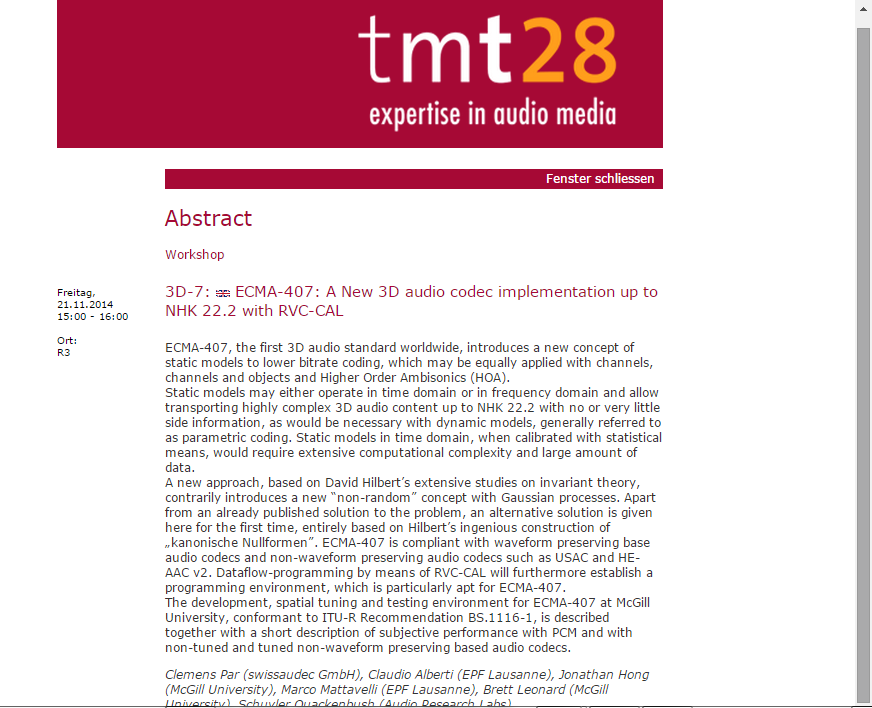 tmt28
expertise in audio media
Fenster schliessen
Abstract
Workshop
Freitag,
21.11.2014
15:00 - 16:00
Ort:
R3
3D-7: ECMA-407: A New 3D audio codec implementation up to
NHK 22.2 with RVC-CAL
ECMA-407, the first 3D audio standard worldwide, introduces a new concept of
static models to lower bitrate coding, which may be equally applied with channels,
channels and objects and Higher Order Ambisonics (HOA).
Static models may either operate in time domain or in frequency domain and allow
transporting highly complex 3D audio content up to NHK 22.2 with no or very little
side information, as would be necessary with dynamic models, generally referred to
as parametric coding. Static models in time domain, when calibrated with statistical
means, would require extensive computational complexity and large amount of
data.
A new approach, based on David Hilbert’s extensive studies on invariant theory,
contrarily introduces a new “non-random” concept with Gaussian processes. Apart
from an already published solution to the problem, an alternative solution is given
here for the first time, entirely based on Hilbert’s ingenious construction of
„kanonische Nullformen”. ECMA-407 is compliant with waveform preserving base
audio codecs and non-waveform preserving audio codecs such as USAC and HE-
AAC v2. Dataflow-programming by means of RVC-CAL will furthermore establish a
programming environment, which is particularly apt for ECMA-407.
The development, spatial tuning and testing environment for ECMA-407 at McGill
University, conformant to ITU-R Recommendation BS.1116-1, is described
together with a short description of subjective performance with PCM and with
non-tuned and tuned non-waveform preserving based audio codecs.
Clemens Par (swissaudec GmbH), Claudio Alberti (EPF Lausanne), Jonathan Hong
(McGill University), Marco Mattavelli (EPF Lausanne), Brett Leonard (McGill
University), Schuyler Quackenbush (Audio Research Labs)